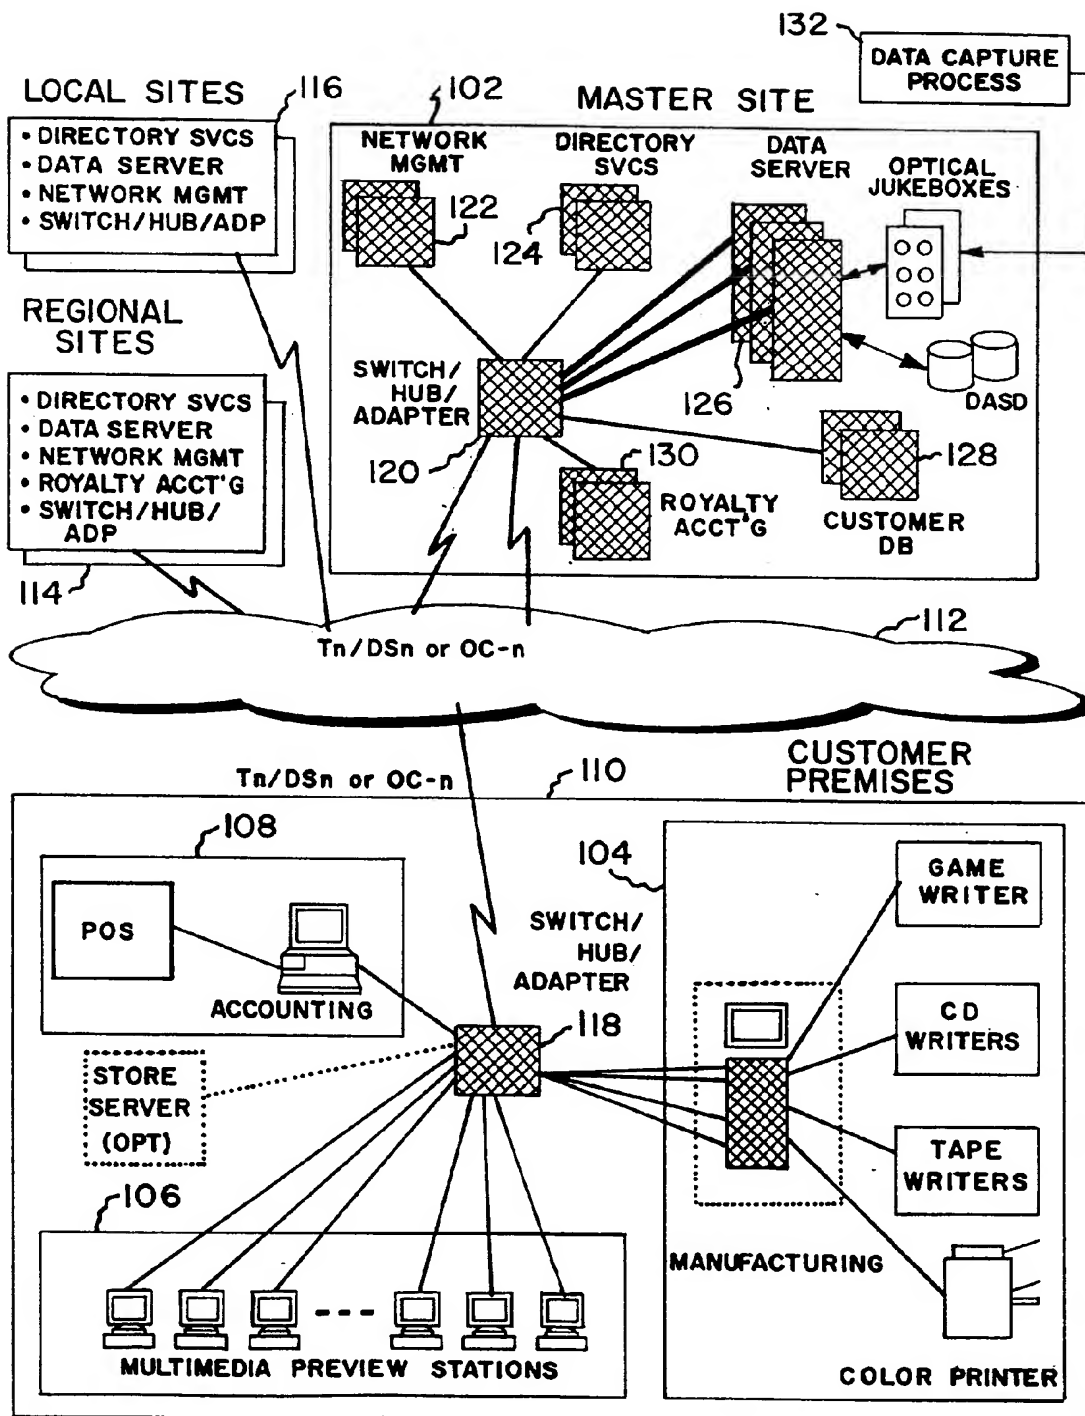 132
DATA CAPTURE
PROCESS
LOCAL SITES
116
• DIRECTORY SVCS
• DATA SERVER
• NETWORK MGMT
• SWITCH/HUB/ADP
REGIONAL
SITES
• DIRECTORY SVCS
• DATA SERVER
• NETWORK MGMT
• ROYALTY ACCT'G
• SWITCH/HUB/
ADP
114
102
MASTER SITE
NETWORK
MGMT
122
DIRECTORY
SVCS
124
DATA
SERVER
126
OPTICAL
JUKEBOXES
DASD
SWITCH/
HUB/
ADAPTER
120
130
ROYALTY
ACCT'G
128
CUSTOMER
DB
112
Tn/DSn or OC-n
Tn/DSn or OC-n
110
CUSTOMER
PREMISES
108
POS
ACCOUNTING
STORE
SERVER
(OPT)
SWITCH/
HUB/
ADAPTER
118
104
GAME
WRITER
CD
WRITERS
TAPE
WRITERS
MANUFACTURING
COLOR PRINTER
106
MULTIMEDIA PREVIEW STATIONS